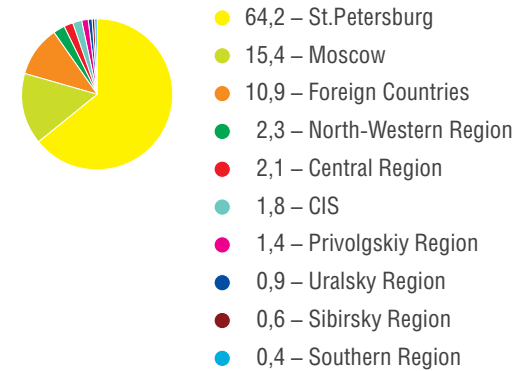 64,2 – St.Petersburg
15,4 – Moscow
10,9 – Foreign Countries
2,3 – North-Western Region
2,1 – Central Region
1,8 – CIS
1,4 – Privolgskiy Region
0,9 – Uralsky Region
0,6 – Sibirsky Region
0,4 – Southern Region